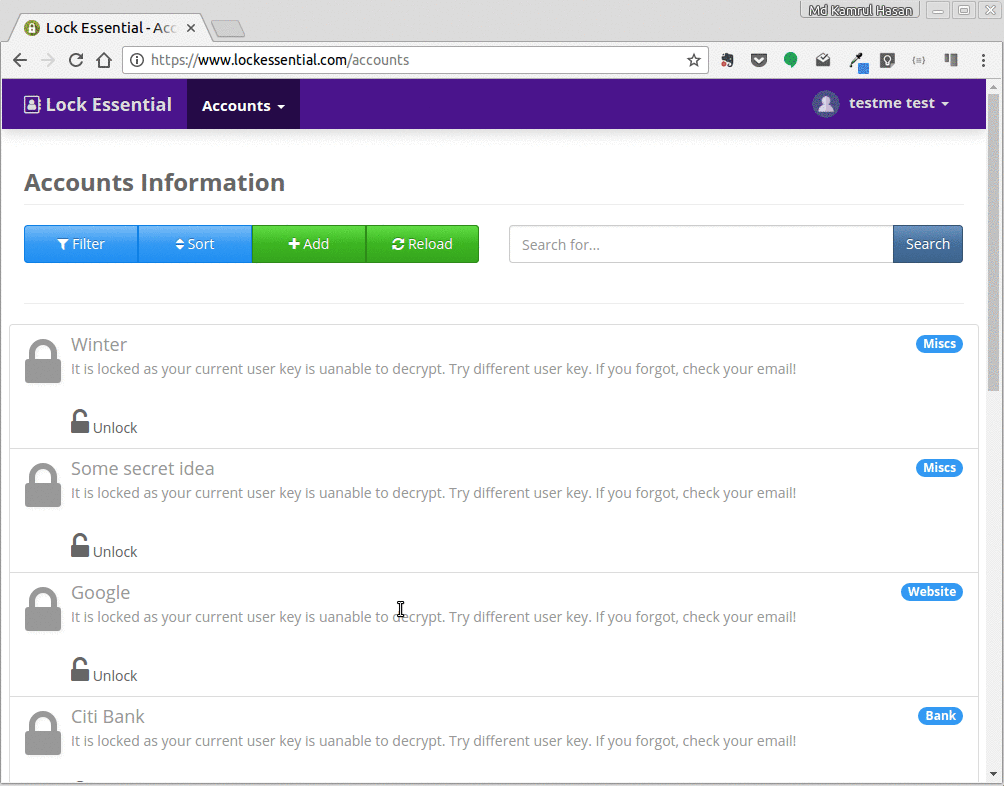 Md Kamrul Hasan
Lock Essential - Acc
https://www.lockessential.com/accounts
Lock Essential
Accounts
testme test
Accounts Information
Filter
Sort
Add
Reload
Search for...
Search
Winter
Miscs
It is locked as your current user key is uanable to decrypt. Try different user key. If you forgot, check your email!
Unlock
Some secret idea
Miscs
It is locked as your current user key is uanable to decrypt. Try different user key. If you forgot, check your email!
Unlock
Google
Website
It is locked as your current user key is uanable to decrypt. Try different user key. If you forgot, check your email!
Unlock
Citi Bank
Bank
It is locked as your current user key is uanable to decrypt. Try different user key. If you forgot, check your email!